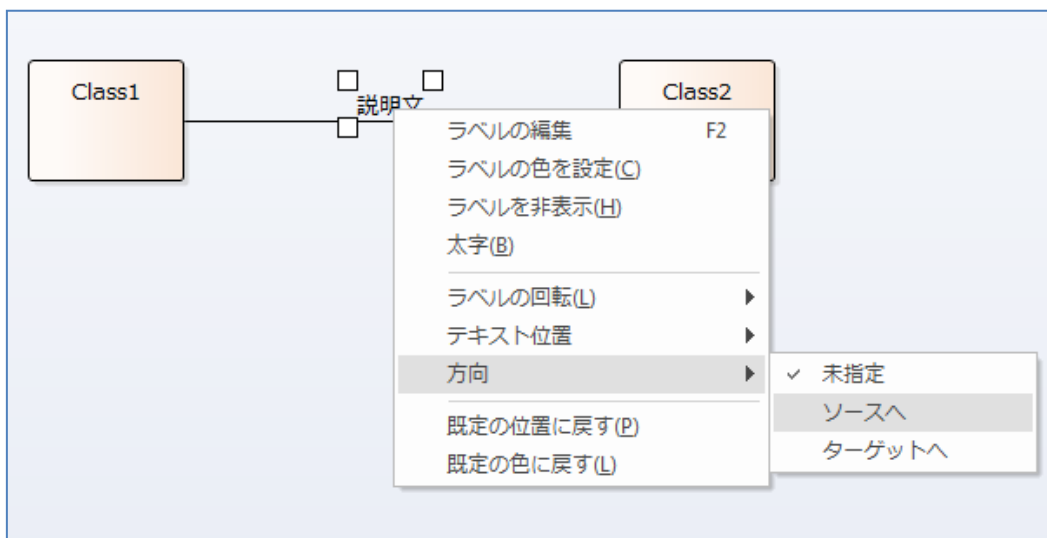 Class1
Class2
説明文
ラベルの編集 F2
ラベルの色を設定(C)
ラベルを非表示(H)
太字(B)
ラベルの回転(L)
テキスト位置
方向
未指定
ソースへ
ターゲットへ
既定の位置に戻す(P)
既定の色に戻す(L)